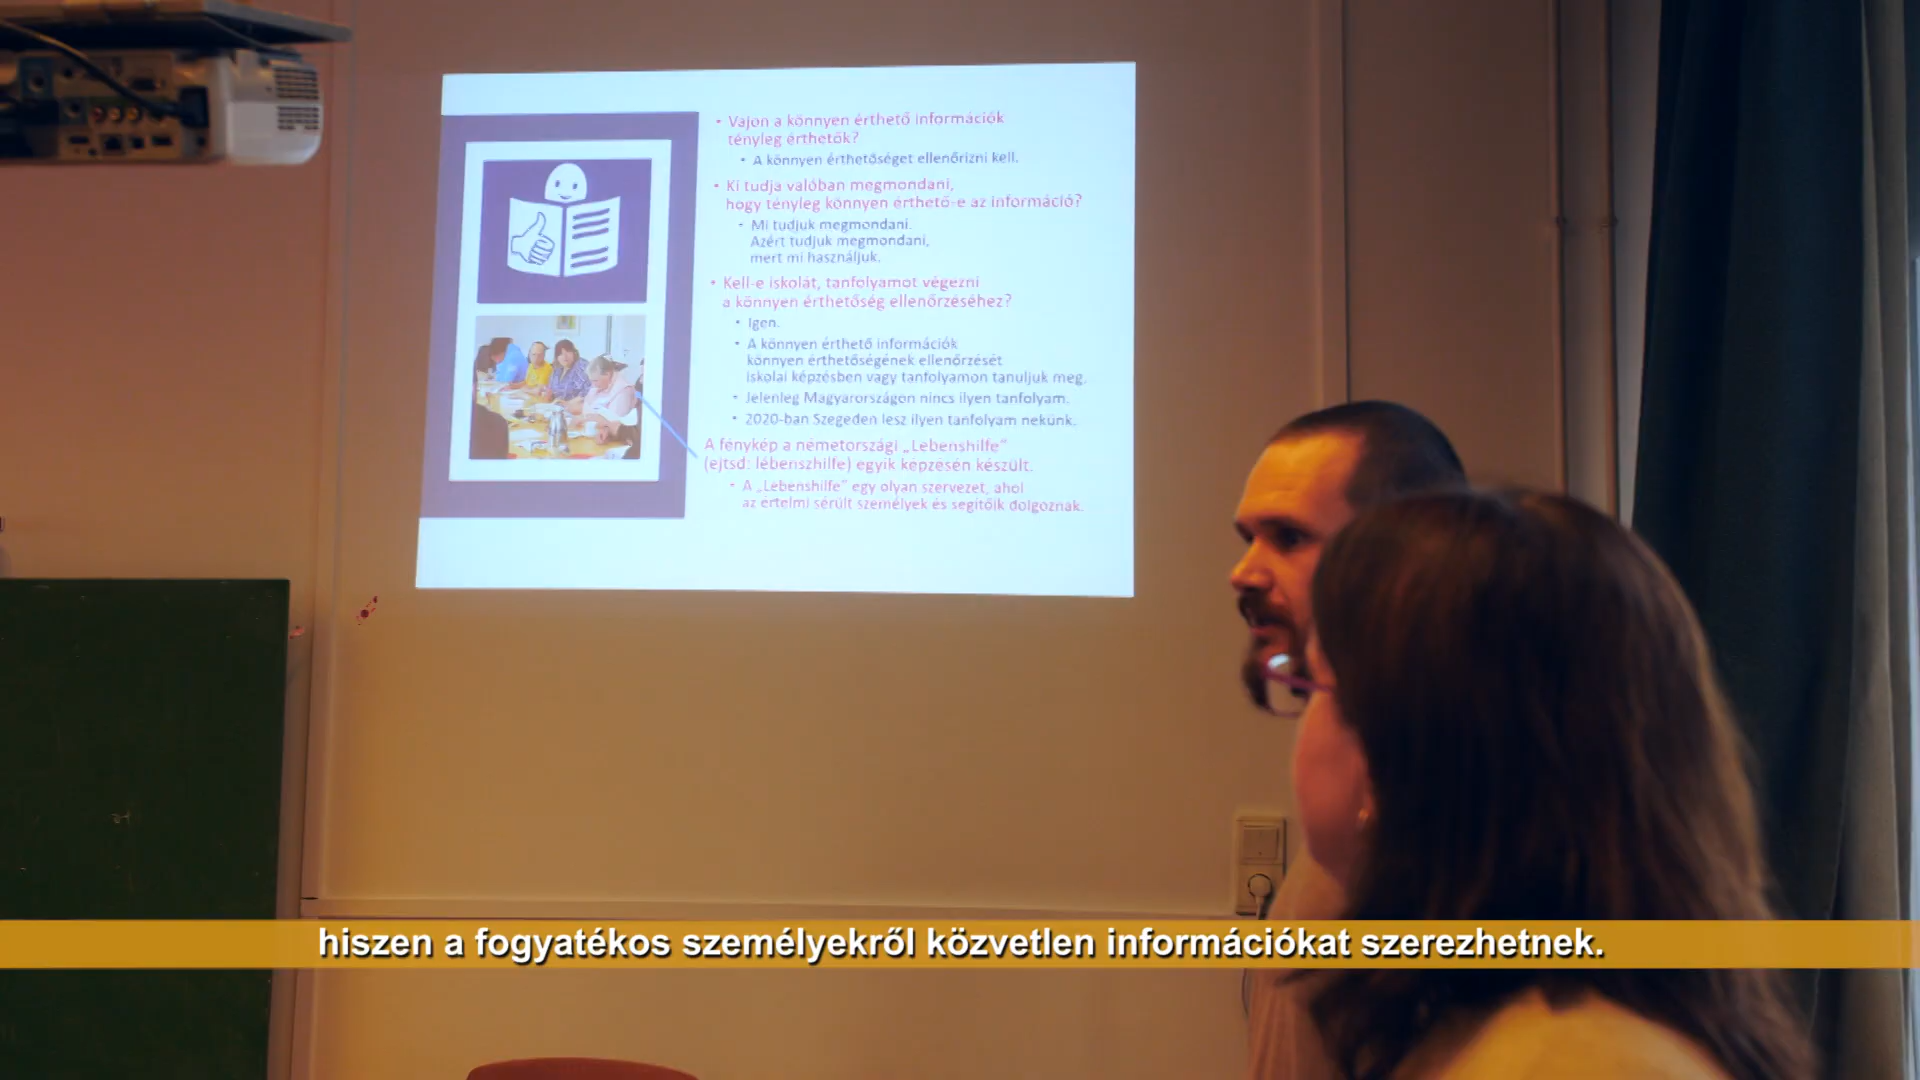 • Vajon a könnyen érthető információk
tényleg érthetők?
• A könnyen érthetőséget ellenőrizni kell.
• Ki tudja valóban megmondani,
hogy tényleg könnyen érthető-e az információ?
• Mi tudjuk megmondani.
Azért tudjuk megmondani,
mert mi használjuk.
• Kell-e iskolát, tanfolyamot végezni
a könnyen érthetőség ellenőrzéséhez?
• Igen.
• A könnyen érthető információk
könnyen érthetőségének ellenőrzését
iskolai képzésben vagy tanfolyamon tanuljuk meg.
• Jelenleg Magyarországon nincs ilyen tanfolyam.
• 2020-ban Szegeden lesz ilyen tanfolyam nekünk.
A fénykép a németországi „Lebenshilfe"
(ejtsd: lébenszhilfe) egyik képzésén készült.
• A „Lebenshilfe" egy olyan szervezet, ahol
az értelmi sérült személyek és segítőik dolgoznak.
hiszen a fogyatékos személyekről közvetlen információkat szerezhetnek.